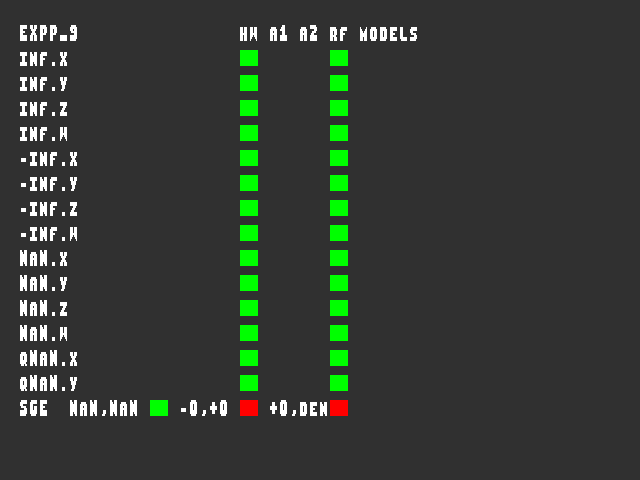 EXPP_9 HW A1 A2 RF MODELS
INF.X
INF.Y
INF.Z
INF.W
-INF.X
-INF.Y
-INF.Z
-INF.W
NAN.X
NAN.Y
NAN.Z
NAN.W
QNAN.X
QNAN.Y
SGE NAN,NAN -0,+0 +0,DEN